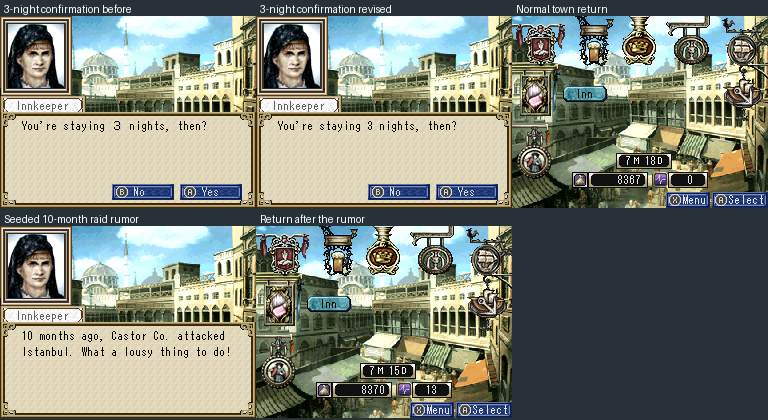 3-night confirmation before
Innkeeper
You're staying 3 nights, then?
B No
A Yes
3-night confirmation revised
Innkeeper
You're staying 3 nights, then?
B No
A Yes
Normal town return
Inn
7M 18D
8367
0
X Menu
A Select
Seeded 10-month raid rumor
Innkeeper
10 months ago, Castor Co. attacked
Istanbul. What a lousy thing to do!
Return after the rumor
Inn
7M 15D
8370
13
X Menu
A Select